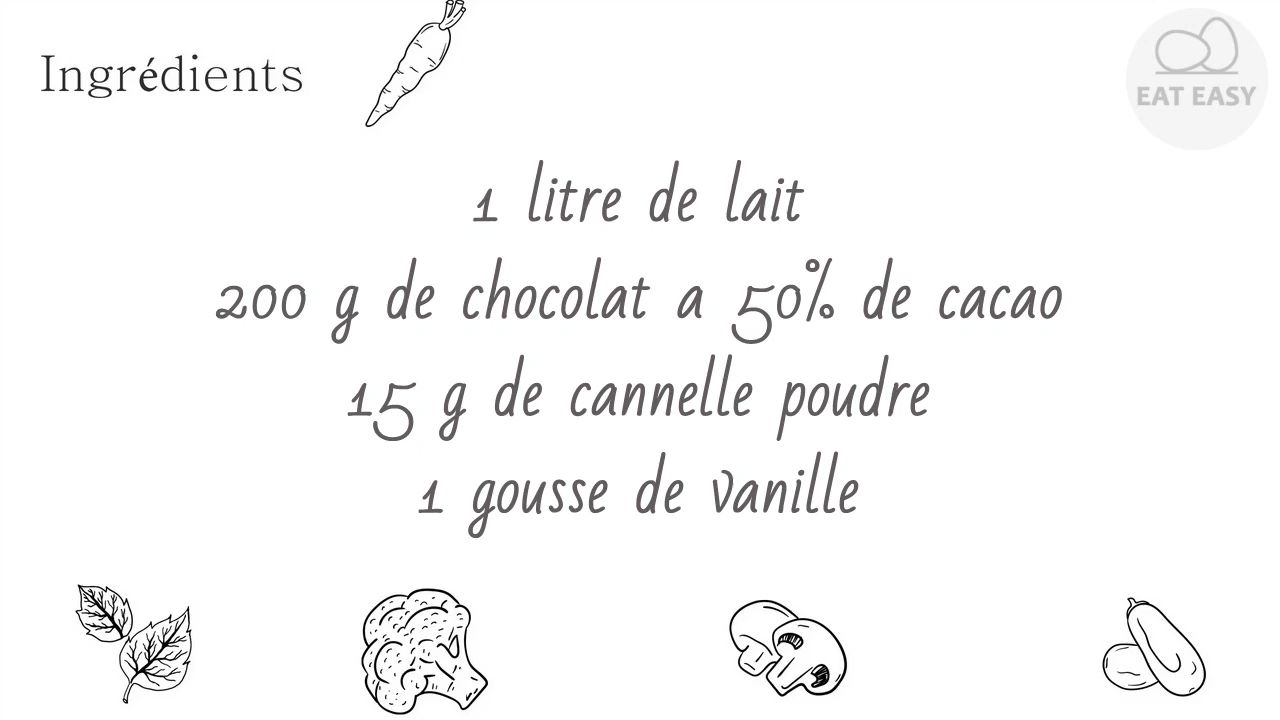 Ingrédients
EAT EASY
1 litre de lait
200 g de chocolat a 50% de cacao
15 g de cannelle poudre
1 gousse de vanille